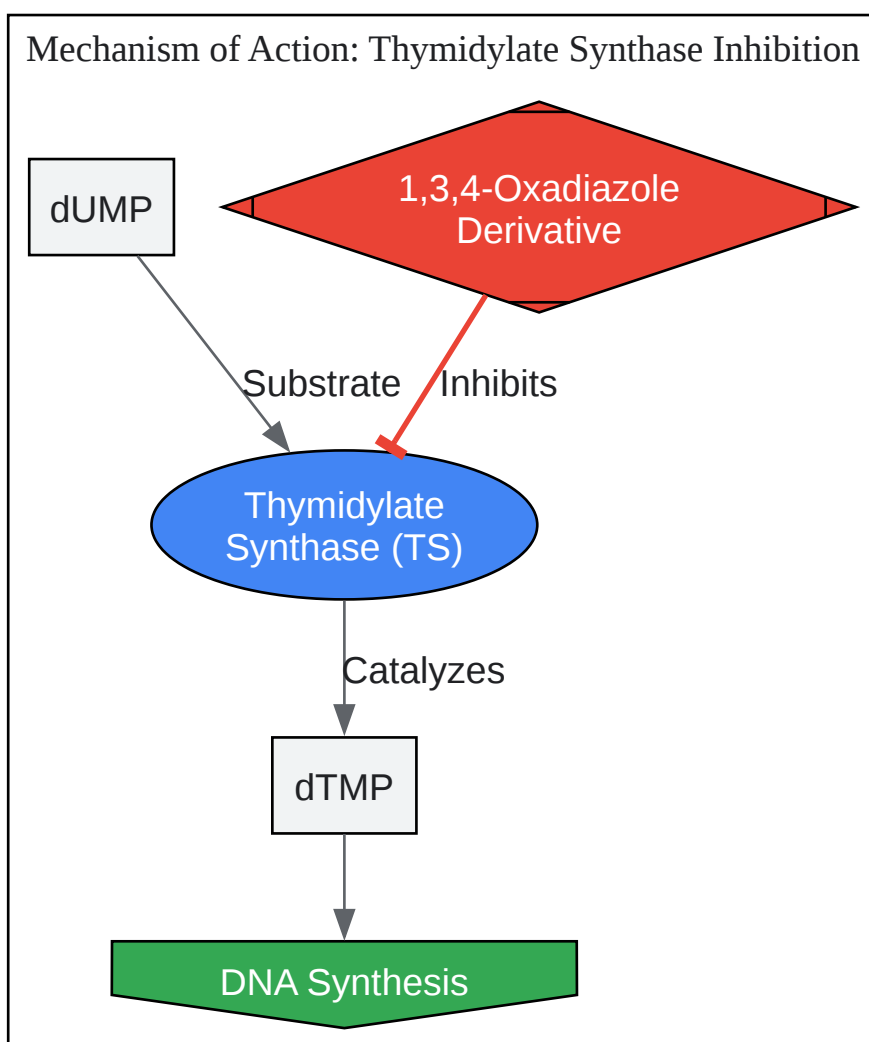 Mechanism of Action: Thymidylate Synthase Inhibition
dUMP
1,3,4-Oxadiazole
Derivative
Substrate
Inhibits
Thymidylate
Synthase (TS)
Catalyzes
dTMP
DNA Synthesis